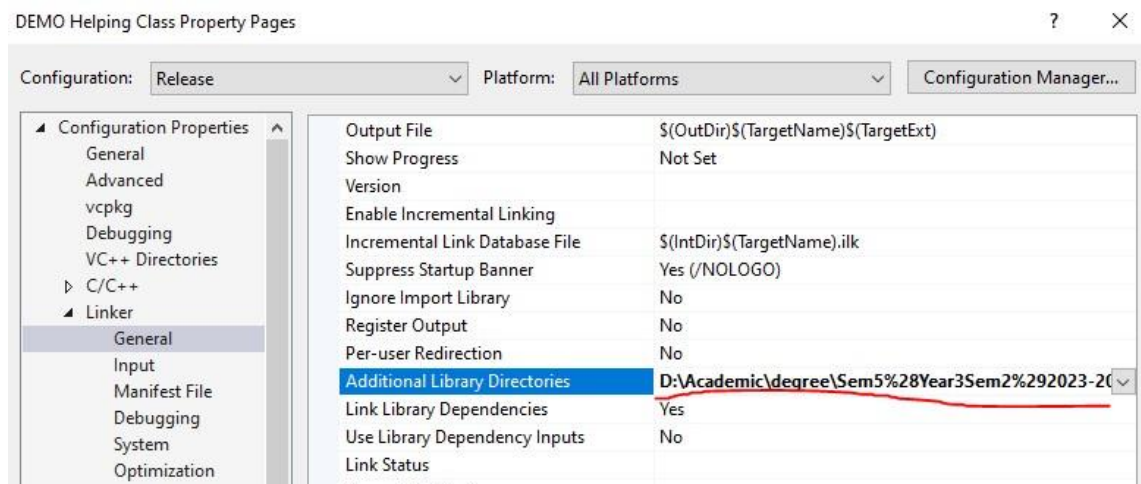 DEMO Helping Class Property Pages ? ×
Configuration: Release Platform: All Platforms Configuration Manager...
Configuration Properties
General
Advanced
vcpkg
Debugging
VC++ Directories
C/C++
Linker
General
Input
Manifest File
Debugging
System
Optimization
Output File $(OutDir)$(TargetName)$(TargetExt)
Show Progress Not Set
Version
Enable Incremental Linking
Incremental Link Database File $(IntDir)$(TargetName).ilk
Suppress Startup Banner Yes (/NOLOGO)
Ignore Import Library No
Register Output No
Per-user Redirection No
Additional Library Directories D:\Academic\degree\Sem5%28Year3Sem2%292023-20
Link Library Dependencies Yes
Use Library Dependency Inputs No
Link Status